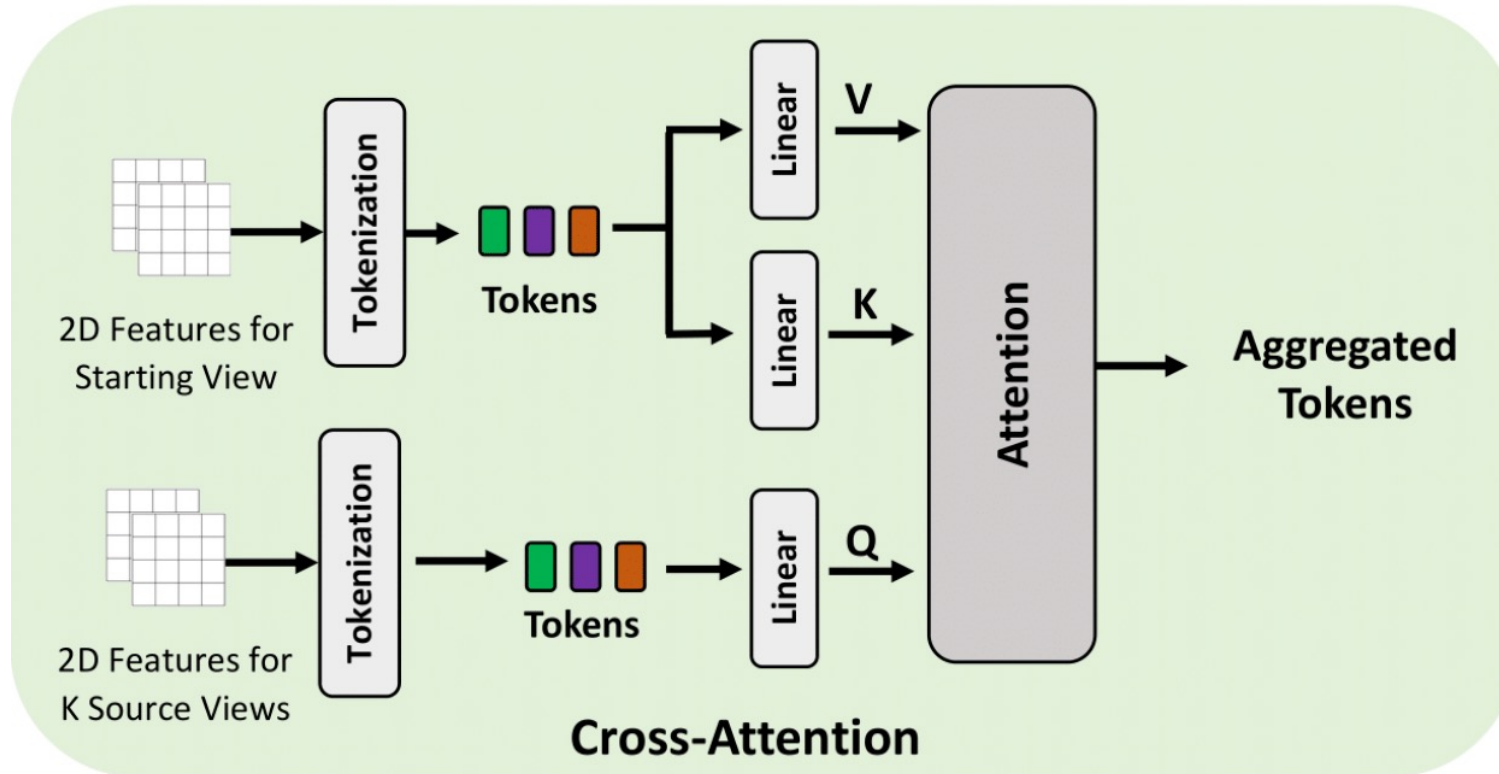 2D Features for
Starting View
Tokenization
Tokens
Linear
V
Linear
K
2D Features for
K Source Views
Tokenization
Tokens
Linear
Q
Attention
Aggregated
Tokens
Cross-Attention